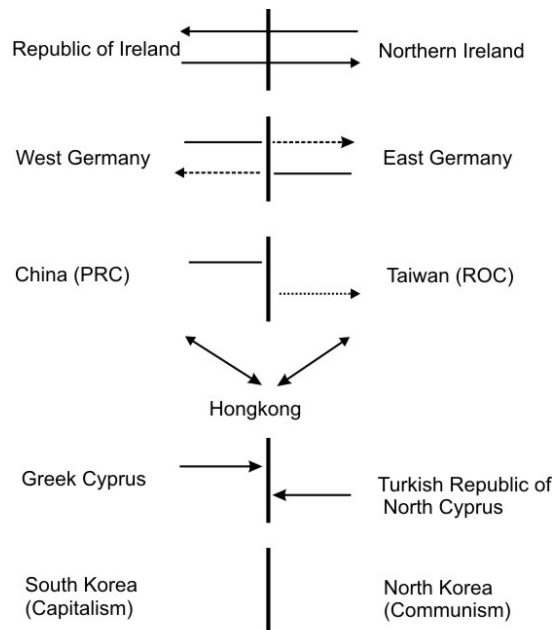 Republic of Ireland
Northern Ireland
West Germany
East Germany
China (PRC)
Taiwan (ROC)
Hongkong
Greek Cyprus
Turkish Republic of
North Cyprus
South Korea
(Capitalism)
North Korea
(Communism)